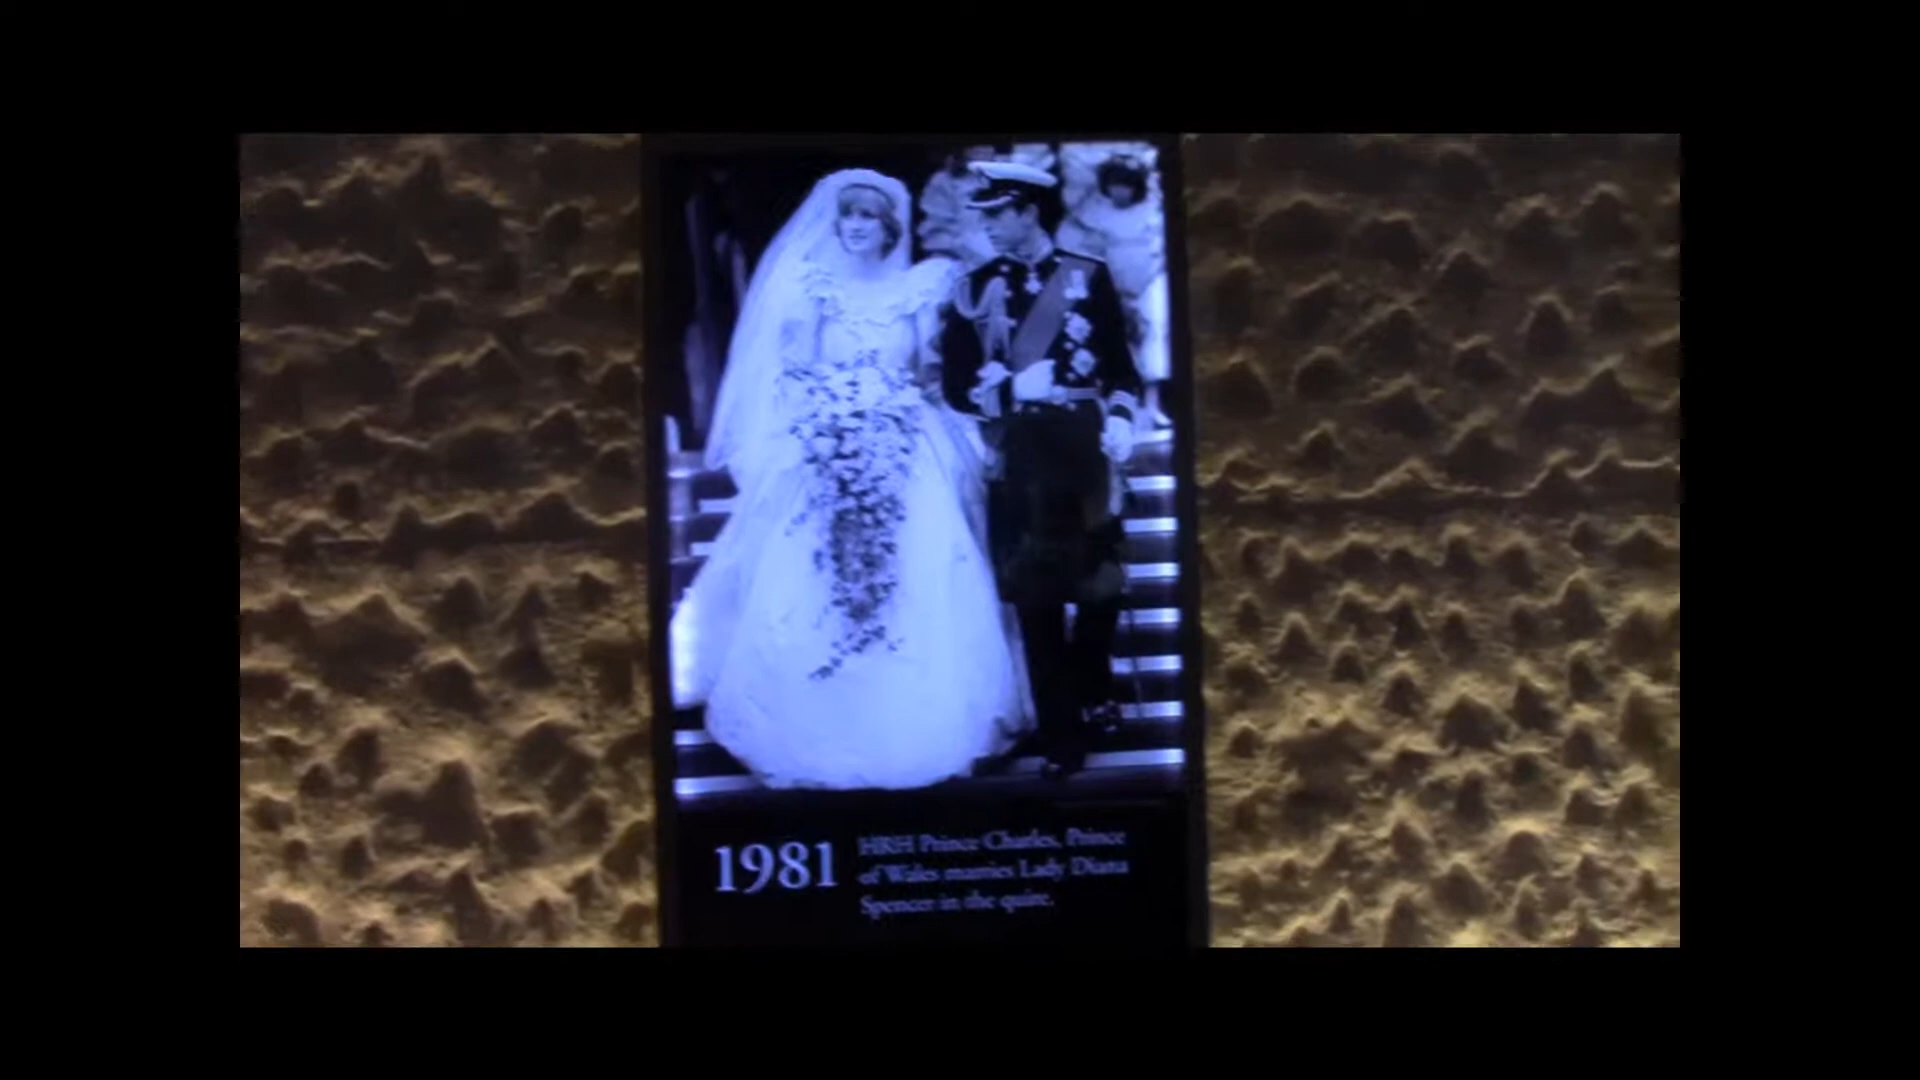 1981
HRH Prince Charles, Prince
of Wales marries Lady Diana
Spencer in the quire.